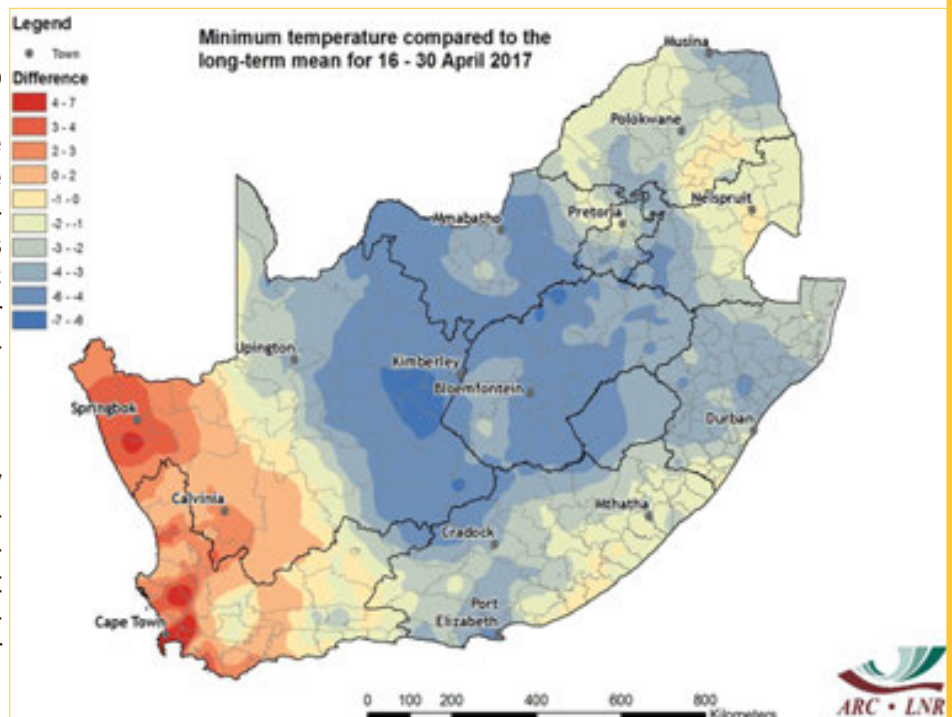 Legend
Town
Difference
4 - 7
3 - 4
2 - 3
0 - 2
-1 - 0
-2 - -1
-3 - -2
-4 - -3
-6 - -4
-7 - -6
Minimum temperature compared to the
long-term mean for 16 - 30 April 2017
Musina
Polokwane
Nelspruit
Pretoria
Mmabatho
Upington
Kimberley
Bloemfontein
Springbok
Durban
Calvinia
Mthatha
Cradock
Port
Elizabeth
Cape Town
0 100 200 400 600 800
Kilometers
ARC • LNR